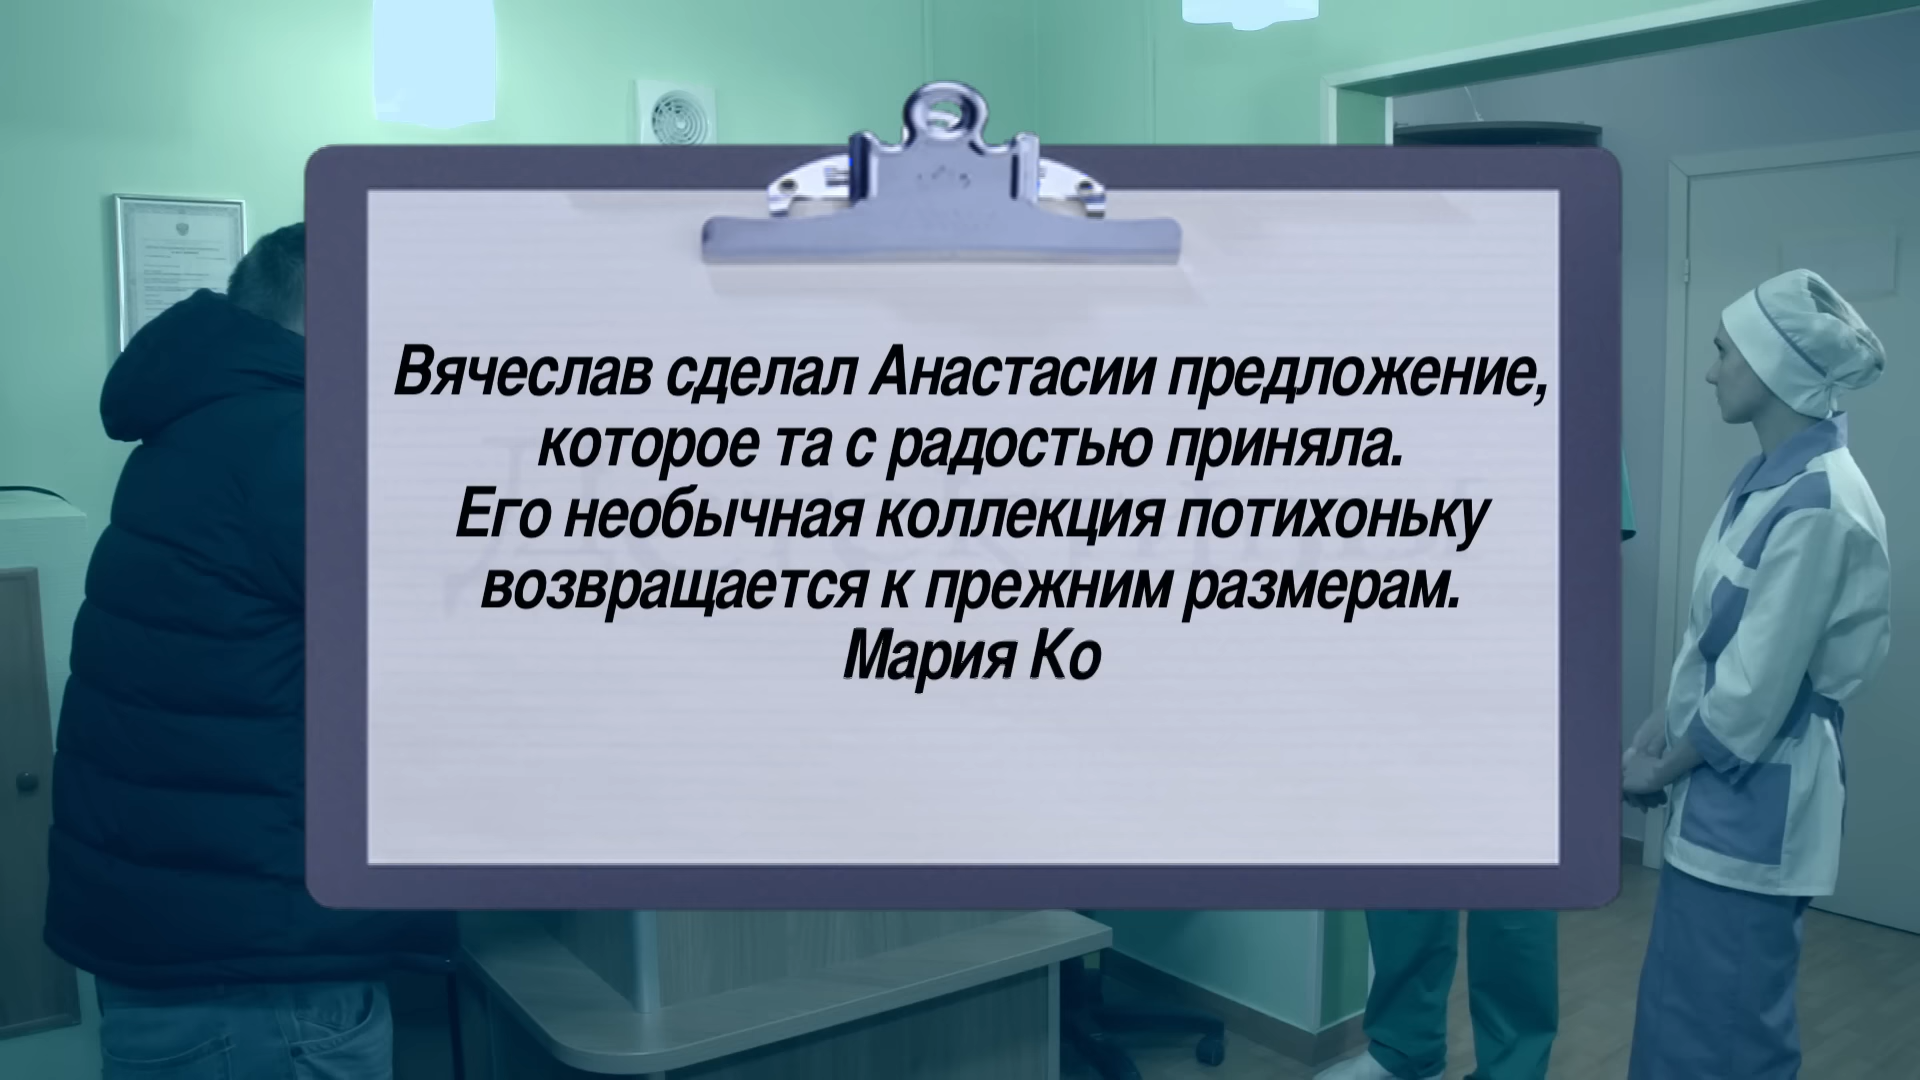 Вячеслав сделал Анастасии предложение,
которое та с радостью приняла.
Его необычная коллекция потихоньку
возвращается к прежним размерам.
Мария Ко